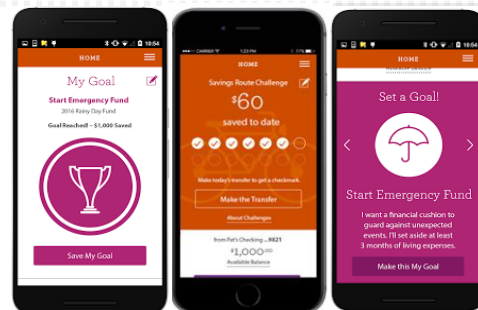 10:54
HOME
My Goal
Start Emergency Fund
2016 Rainy Day Fund
Goal Reached! – $1,000 Saved
Save My Goal
CARRIER
1:23 PM
77%
HOME
Savings Route Challenge
$60
saved to date
Make today's transfer to get a checkmark.
Make the Transfer
About Challenges
from Pat's Checking ...9821
$1,000.00
Available Balance
10:54
HOME
Available Balance
Set a Goal!
Start Emergency Fund
I want a financial cushion to
guard against unexpected
events. I'll set aside at least
3 months of living expenses.
Make this My Goal